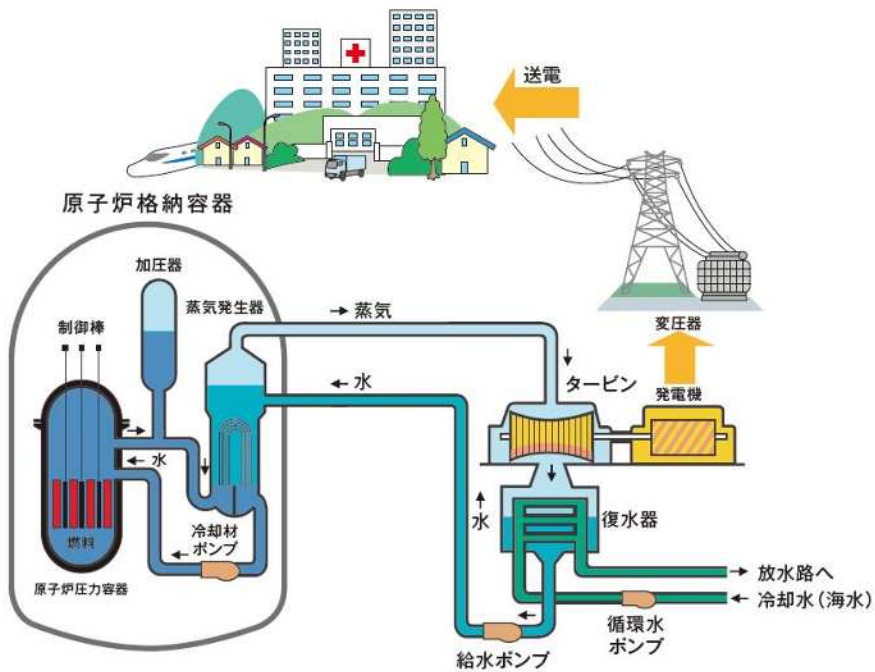 送電
原子炉格納容器
加圧器
蒸気発生器
制御棒
→蒸気
変圧器
←水
タービン
発電機
←水
水
復水器
冷却材
ポンプ
燃料
原子炉圧力容器
→放水路へ
←冷却水(海水)
循環水
ポンプ
給水ポンプ